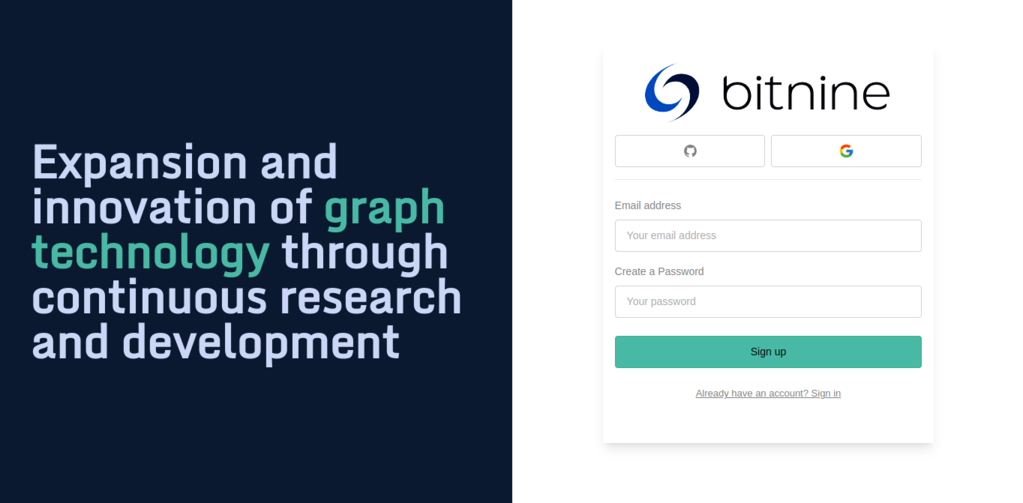 Expansion and
innovation of graph
technology through
continuous research
and development
bitnine
Email address
Your email address
Create a Password
Your password
Sign up
Already have an account? Sign in